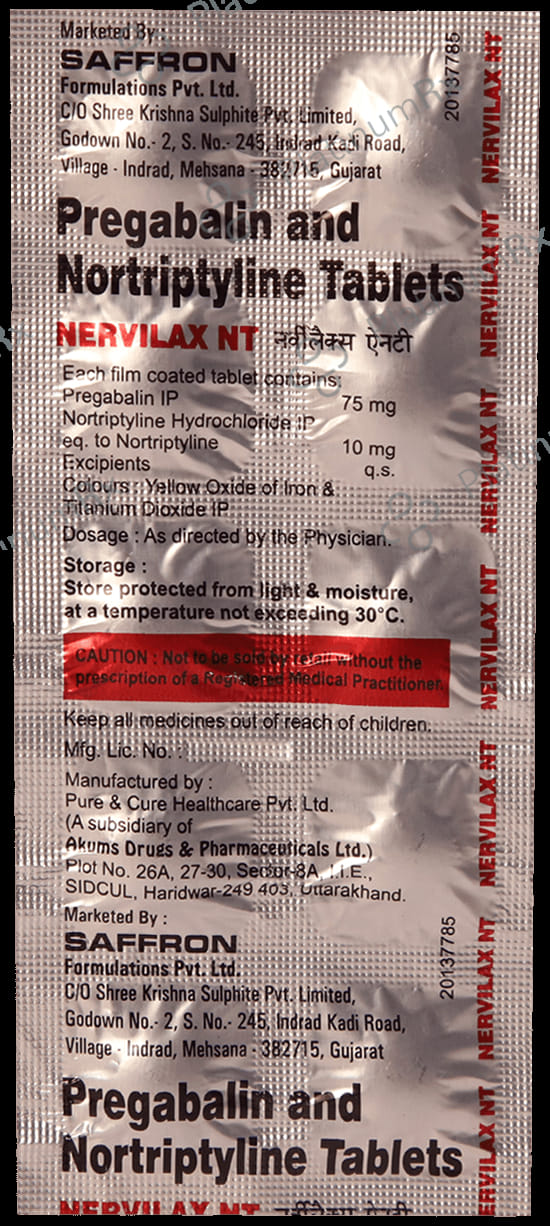 Marketed By :
SAFFRON
Formulations Pvt. Ltd.
C/O Shree Krishna Sulphite Pvt. Limited,
Godown No.- 2, S. No.- 245, Indrad Kadi Road,
Village - Indrad, Mehsana - 382715, Gujarat
20137785
Pregabalin and
Nortriptyline Tablets
NERVILAX NT नर्वीलैक्स ऐनटी
Each film coated tablet contains:
Pregabalin IP 75 mg
Nortriptyline Hydrochloride IP
eq. to Nortriptyline 10 mg
Excipients q.s.
Colours : Yellow Oxide of Iron &
Titanium Dioxide IP
Dosage : As directed by the Physician.
Storage :
Store protected from light & moisture,
at a temperature not exceeding 30°C.
CAUTION : Not to be sold by retail without the
prescription of a Registered Medical Practitioner.
Keep all medicines out of reach of children.
Mfg. Lic. No. :
Manufactured by :
Pure & Cure Healthcare Pvt. Ltd.
(A subsidiary of
Akums Drugs & Pharmaceuticals Ltd.)
Plot No. 26A, 27-30, Sector-8A, I.I.E.,
SIDCUL, Haridwar-249 403, Uttarakhand.
Marketed By :
SAFFRON
Formulations Pvt. Ltd.
C/O Shree Krishna Sulphite Pvt. Limited,
Godown No.- 2, S. No.- 245, Indrad Kadi Road,
Village - Indrad, Mehsana - 382715, Gujarat
20137785
Pregabalin and
Nortriptyline Tablets
NERVILAX NT नर्वीलैक्स ऐनटी
NERVILAX NT
NERVILAX NT
NERVILAX NT
NERVILAX NT
NERVILAX NT
NERVILAX NT
ERVILAX NT
PlatinumRx